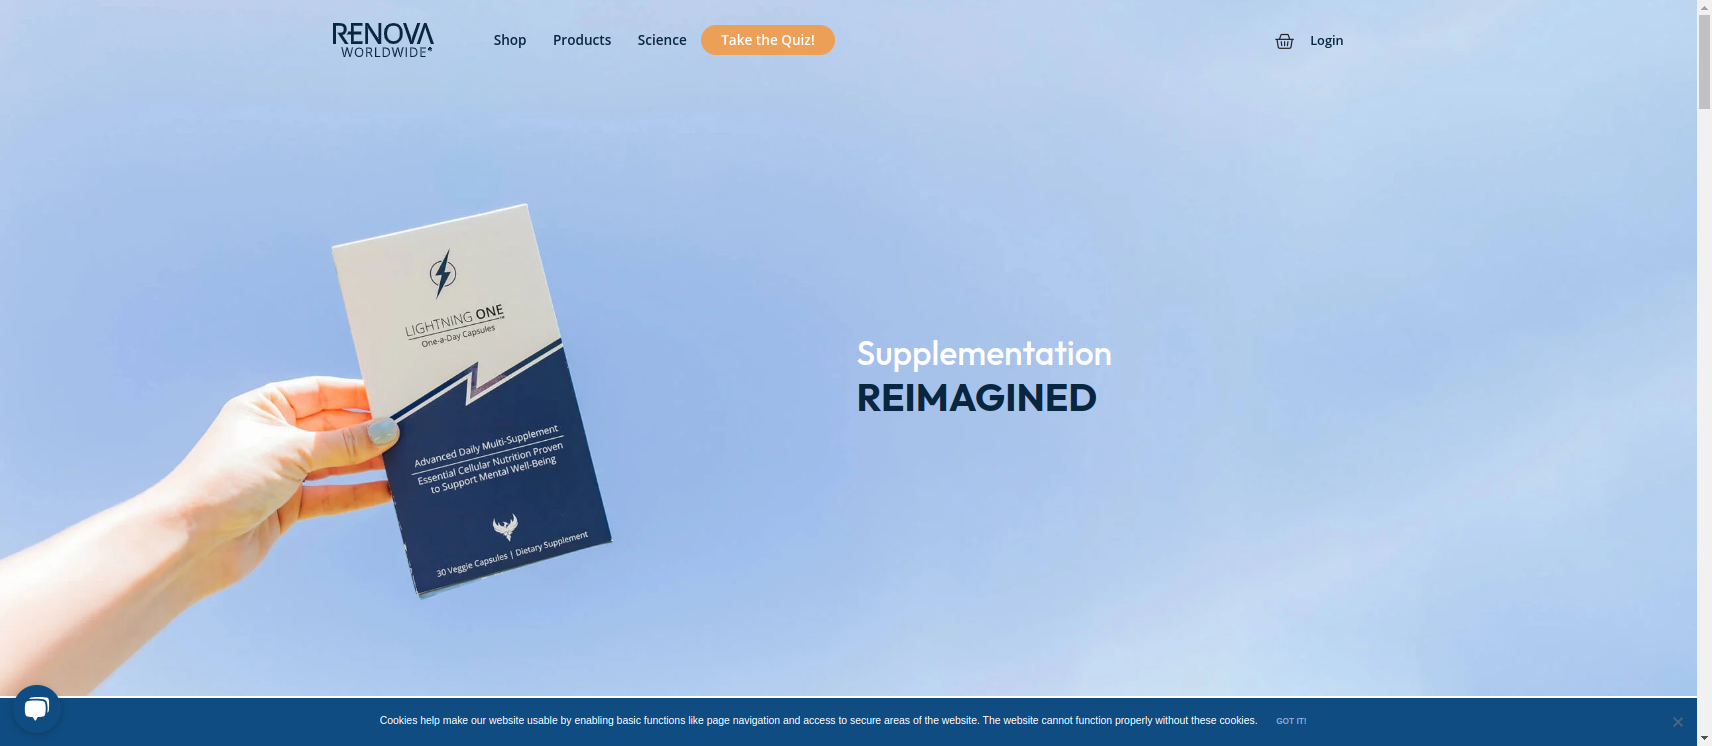 RENOVA
WORLDWIDE®
Shop
Products
Science
Take the Quiz!
Login
LIGHTNING ONE™
One-a-Day Capsules
Advanced Daily Multi-Supplement
Essential Cellular Nutrition Proven
to Support Mental Well-Being
30 Veggie Capsules | Dietary Supplement
Supplementation
REIMAGINED
Cookies help make our website usable by enabling basic functions like page navigation and access to secure areas of the website. The website cannot function properly without these cookies.
GOT IT!